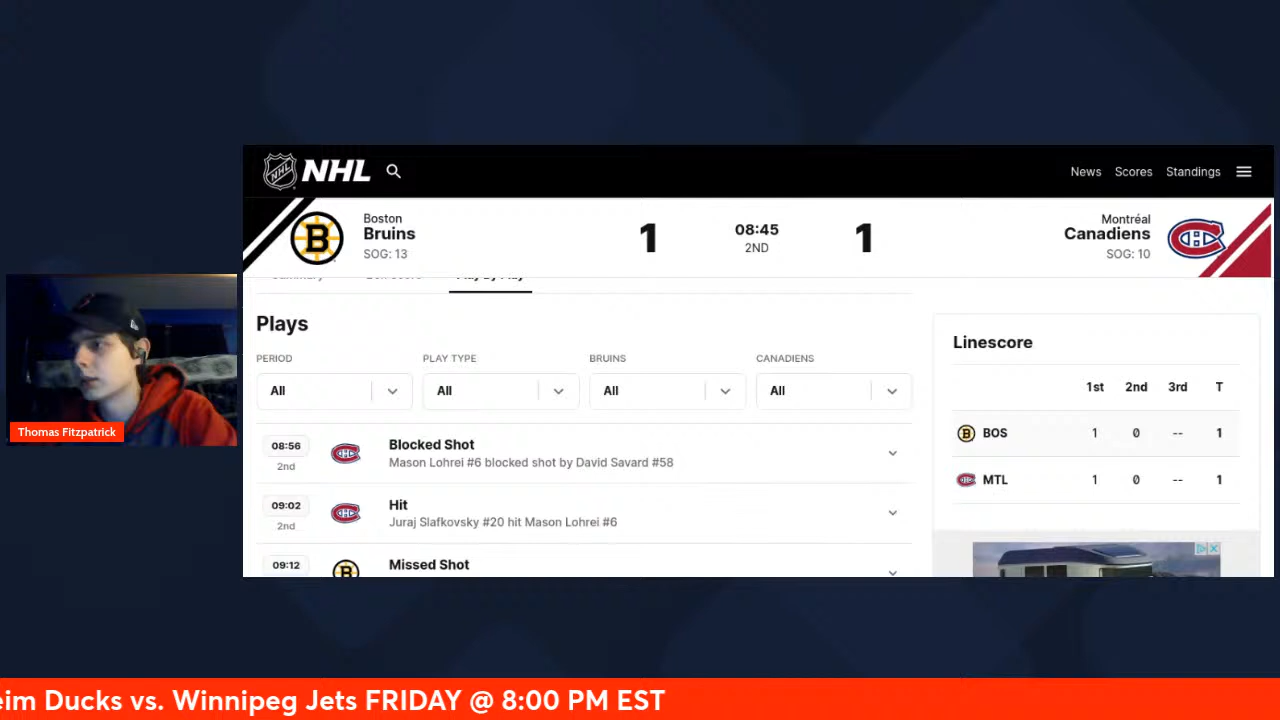 NHL
News Scores Standings
Boston
Bruins
SOG: 13
1
08:45
2ND
1
Montréal
Canadiens
SOG: 10
Plays
PERIOD PLAY TYPE BRUINS CANADIENS
All All All All
08:56
2nd
Blocked Shot
Mason Lohrei #6 blocked shot by David Savard #58
09:02
2nd
Hit
Juraj Slafkovsky #20 hit Mason Lohrei #6
09:12
Missed Shot
Linescore
1st 2nd 3rd T
BOS 1 0 -- 1
MTL 1 0 -- 1
Thomas Fitzpatrick
eim Ducks vs. Winnipeg Jets FRIDAY @ 8:00 PM EST